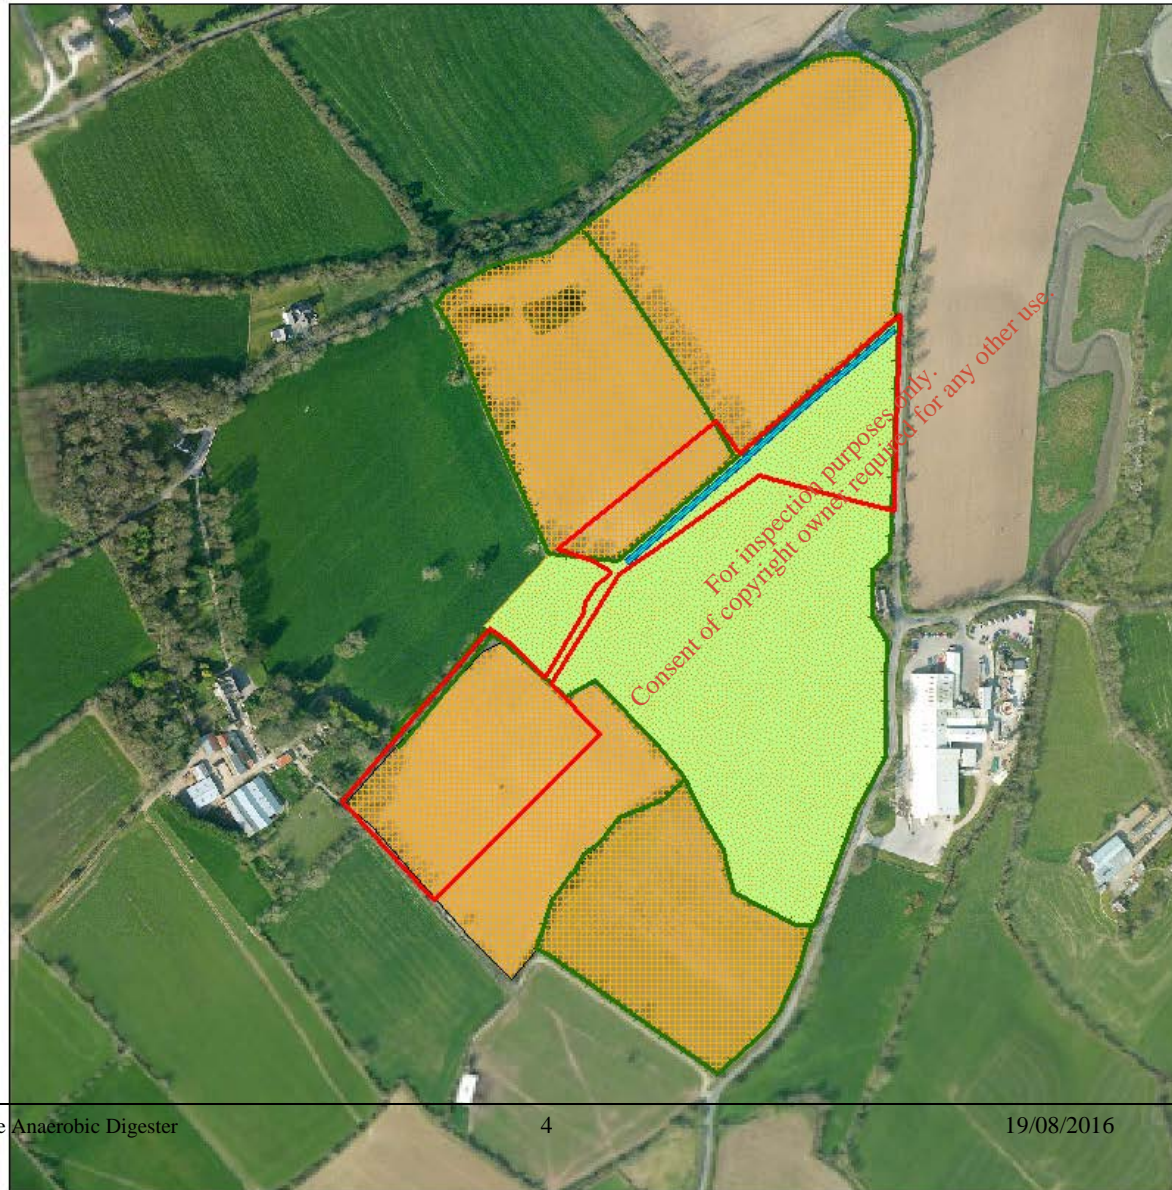 For inspection purposes only.
Consent of copyright owner required for any other use.
e Anaerobic Digester 4 19/08/2016